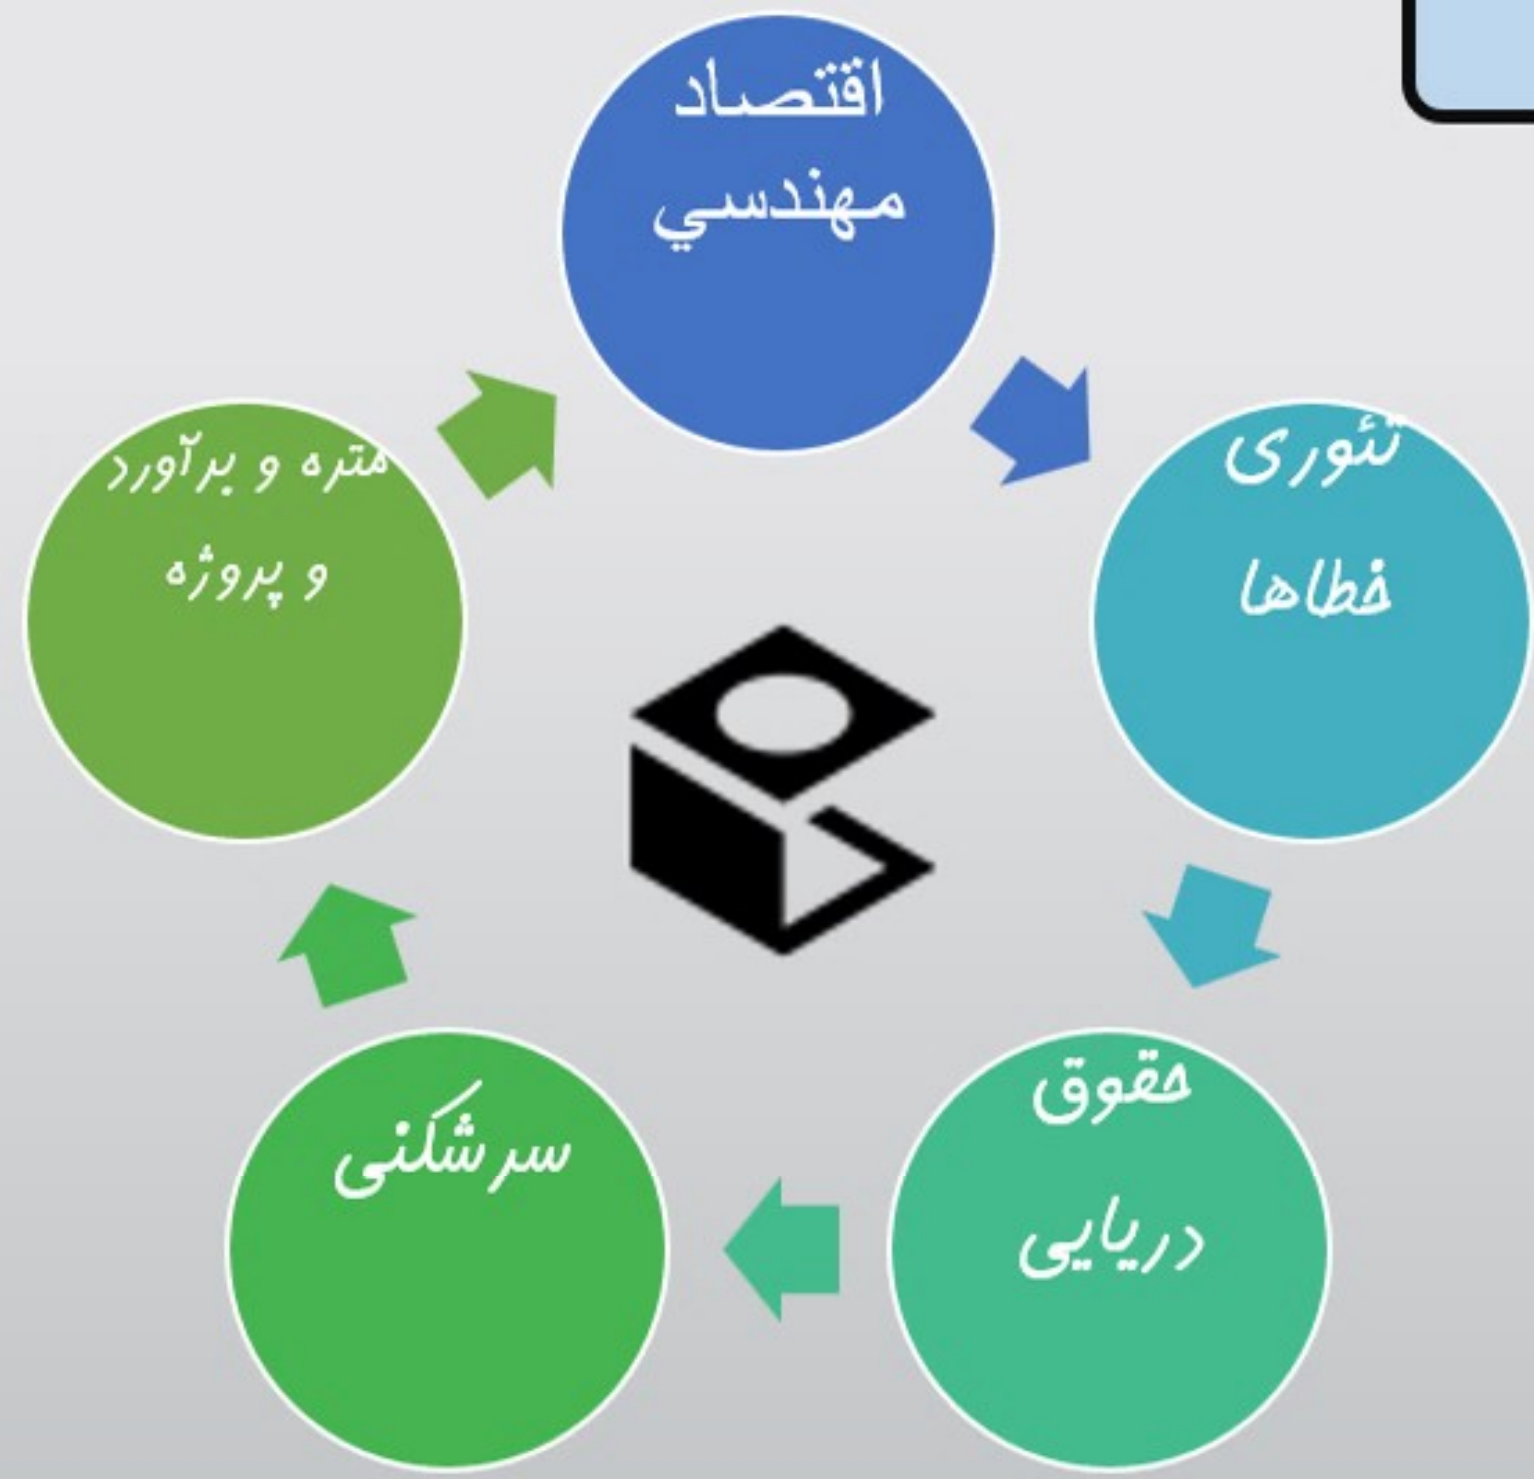 اقتصاد
مهندسي
تئوری
خطاها
حقوق
دریایی
سرشکنی
متره و برآورد
و پروژه